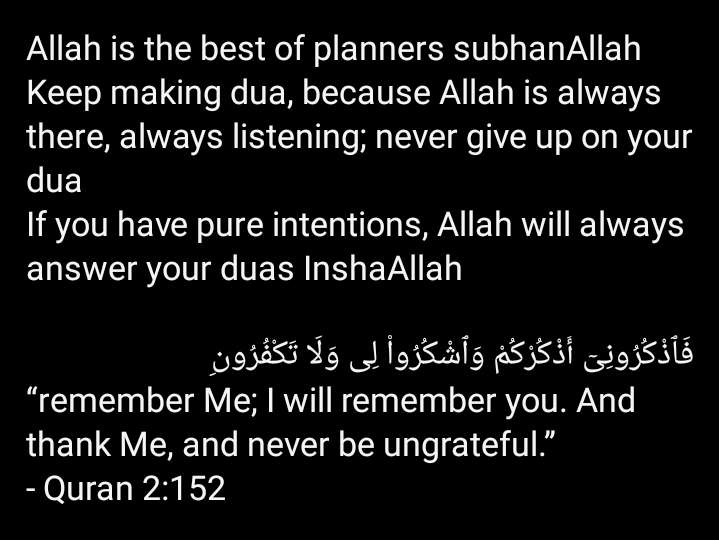 Allah is the best of planners subhanAllah
Keep making dua, because Allah is always
there, always listening; never give up on your
dua
If you have pure intentions, Allah will always
answer your duas InshaAllah
فَٱذْكُرُونِىٓ أَذْكُرْكُمْ وَٱشْكُرُوا۟ لِى وَلَا تَكْفُرُونِ
“remember Me; I will remember you. And
thank Me, and never be ungrateful.”
- Quran 2:152